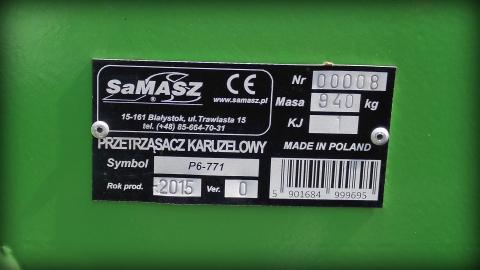 SaMASZ
®
CE
www.samasz.pl
15-161 Białystok, ul.Trawiasta 15
tel. (+48) 85-664-70-31
Nr 00008
Masa 940 kg
KJ 1
PRZETRZĄSACZ KARUZELOWY
MADE IN POLAND
Symbol P6-771
Rok prod. 2015 Ver. 0
5 901684 999695